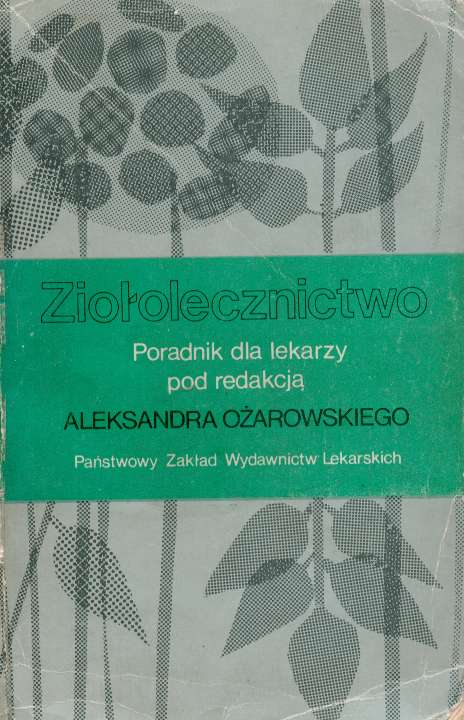 Ziołolecznictwo
Poradnik dla lekarzy
pod redakcją
ALEKSANDRA OŻAROWSKIEGO
Państwowy Zakład Wydawnictw Lekarskich